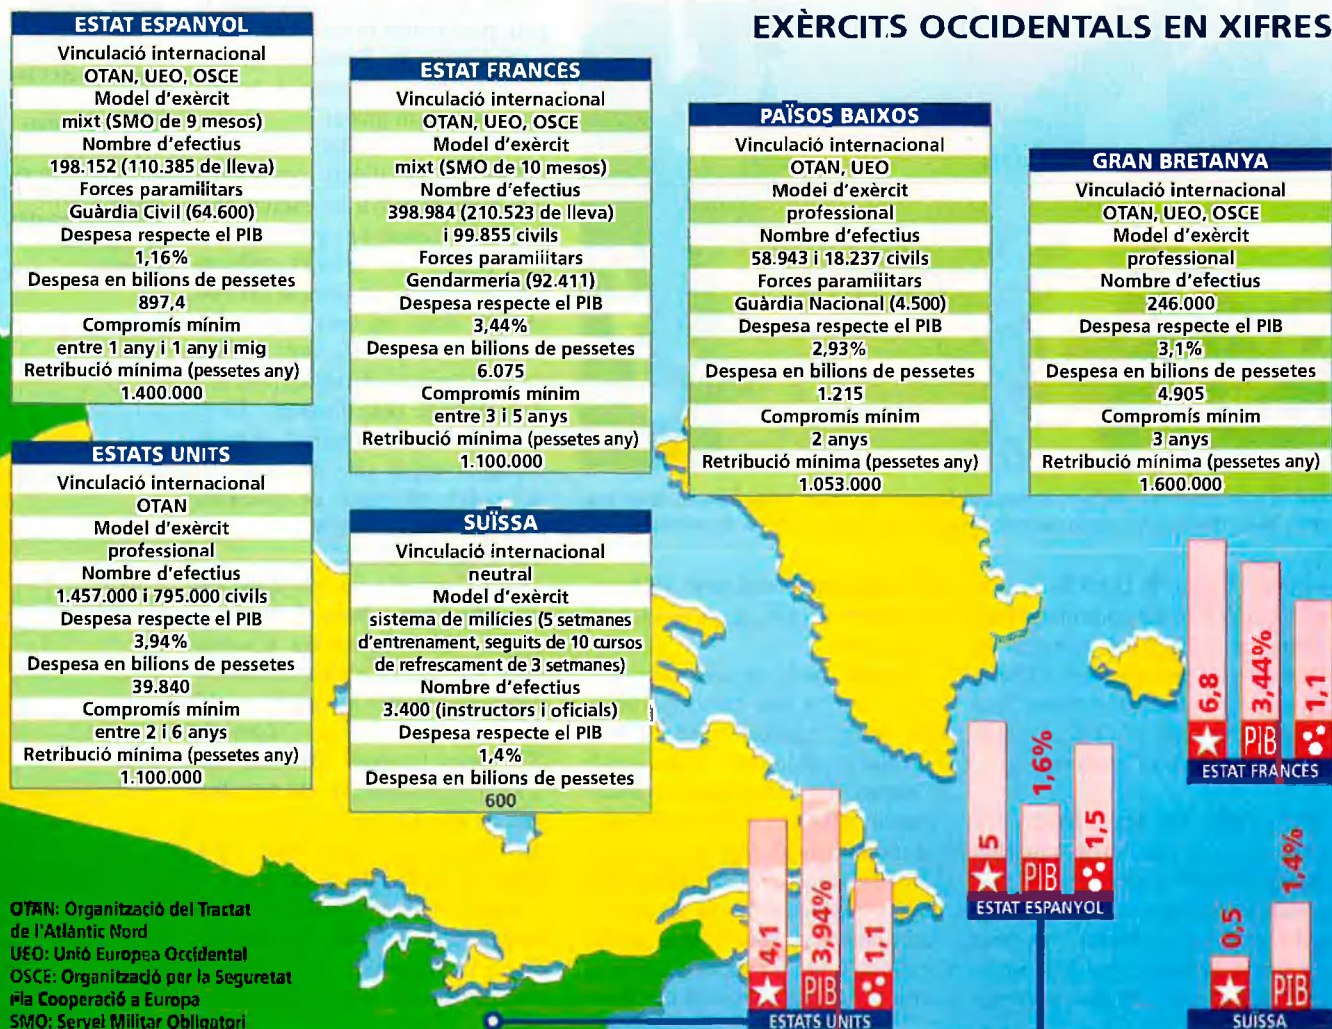 EXÈRCITS OCCIDENTALS EN XIFRES
ESTAT ESPANYOL
Vinculació internacional
OTAN, UEO, OSCE
Model d'exèrcit
mixt (SMO de 9 mesos)
Nombre d'efectius
198.152 (110.385 de lleva)
Forces paramilitars
Guàrdia Civil (64.600)
Despesa respecte el PIB
1,16%
Despesa en bilions de pessetes
897,4
Compromís mínim
entre 1 any i 1 any i mig
Retribució mínima (pessetes any)
1.400.000
ESTAT FRANCÈS
Vinculació internacional
OTAN, UEO, OSCE
Model d'exèrcit
mixt (SMO de 10 mesos)
Nombre d'efectius
398.984 (210.523 de lleva)
i 99.855 civils
Forces paramilitars
Gendarmeria (92.411)
Despesa respecte el PIB
3,44%
Despesa en bilions de pessetes
6.075
Compromís mínim
entre 3 i 5 anys
Retribució mínima (pessetes any)
1.100.000
PAÏSOS BAIXOS
Vinculació internacional
OTAN, UEO
Model d'exèrcit
professional
Nombre d'efectius
58.943 i 18.237 civils
Forces paramilitars
Guàrdia Nacional (4.500)
Despesa respecte el PIB
2,93%
Despesa en bilions de pessetes
1.215
Compromís mínim
2 anys
Retribució mínima (pessetes any)
1.053.000
GRAN BRETANYA
Vinculació internacional
OTAN, UEO, OSCE
Model d'exèrcit
professional
Nombre d'efectius
246.000
Despesa respecte el PIB
3,1%
Despesa en bilions de pessetes
4.905
Compromís mínim
3 anys
Retribució mínima (pessetes any)
1.600.000
ESTATS UNITS
Vinculació internacional
OTAN
Model d'exèrcit
professional
Nombre d'efectius
1.457.000 i 795.000 civils
Despesa respecte el PIB
3,94%
Despesa en bilions de pessetes
39.840
Compromís mínim
entre 2 i 6 anys
Retribució mínima (pessetes any)
1.100.000
SUÏSSA
Vinculació internacional
neutral
Model d'exèrcit
sistema de milícies (5 setmanes
d'entrenament, seguits de 10 cursos
de refrescament de 3 setmanes)
Nombre d'efectius
3.400 (instructors i oficials)
Despesa respecte el PIB
1,4%
Despesa en bilions de pessetes
600
6,8
3,44%
1,1
PIB
ESTAT FRANCÈS
5
1,6%
1,5
PIB
ESTAT ESPANYOL
4,1
3,94%
1,1
PIB
ESTATS UNITS
0,5
1,4%
PIB
SUÏSSA
OTAN: Organització del Tractat
de l'Atlàntic Nord
UEO: Unió Europea Occidental
OSCE: Organització per la Seguretat
i la Cooperació a Europa
SMO: Servei Militar Obligatori